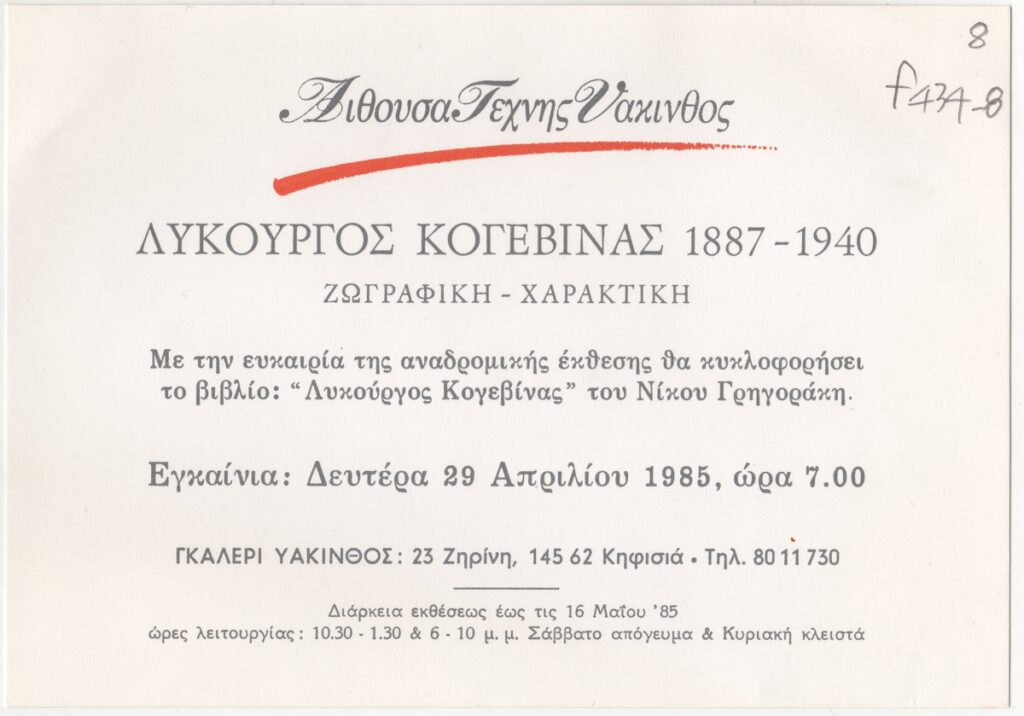 8
f434-8
Αιθουσα Τεχνης Υακινθος
ΛΥΚΟΥΡΓΟΣ ΚΟΓΕΒΙΝΑΣ 1887-1940
ΖΩΓΡΑΦΙΚΗ - ΧΑΡΑΚΤΙΚΗ
Με την ευκαιρία της αναδρομικής έκθεσης θα κυκλοφορήσει
το βιβλίο: “Λυκούργος Κογεβίνας” του Νίκου Γρηγοράκη.
Εγκαίνια: Δευτέρα 29 Απριλίου 1985, ώρα 7.00
ΓΚΑΛΕΡΙ ΥΑΚΙΝΘΟΣ: 23 Ζηρίνη, 145 62 Κηφισιά • Τηλ. 80 11 730
Διάρκεια εκθέσεως έως τις 16 Μαΐου '85
ώρες λειτουργίας: 10.30 - 1.30 & 6 - 10 μ.μ. Σάββατο απόγευμα & Κυριακή κλειστά